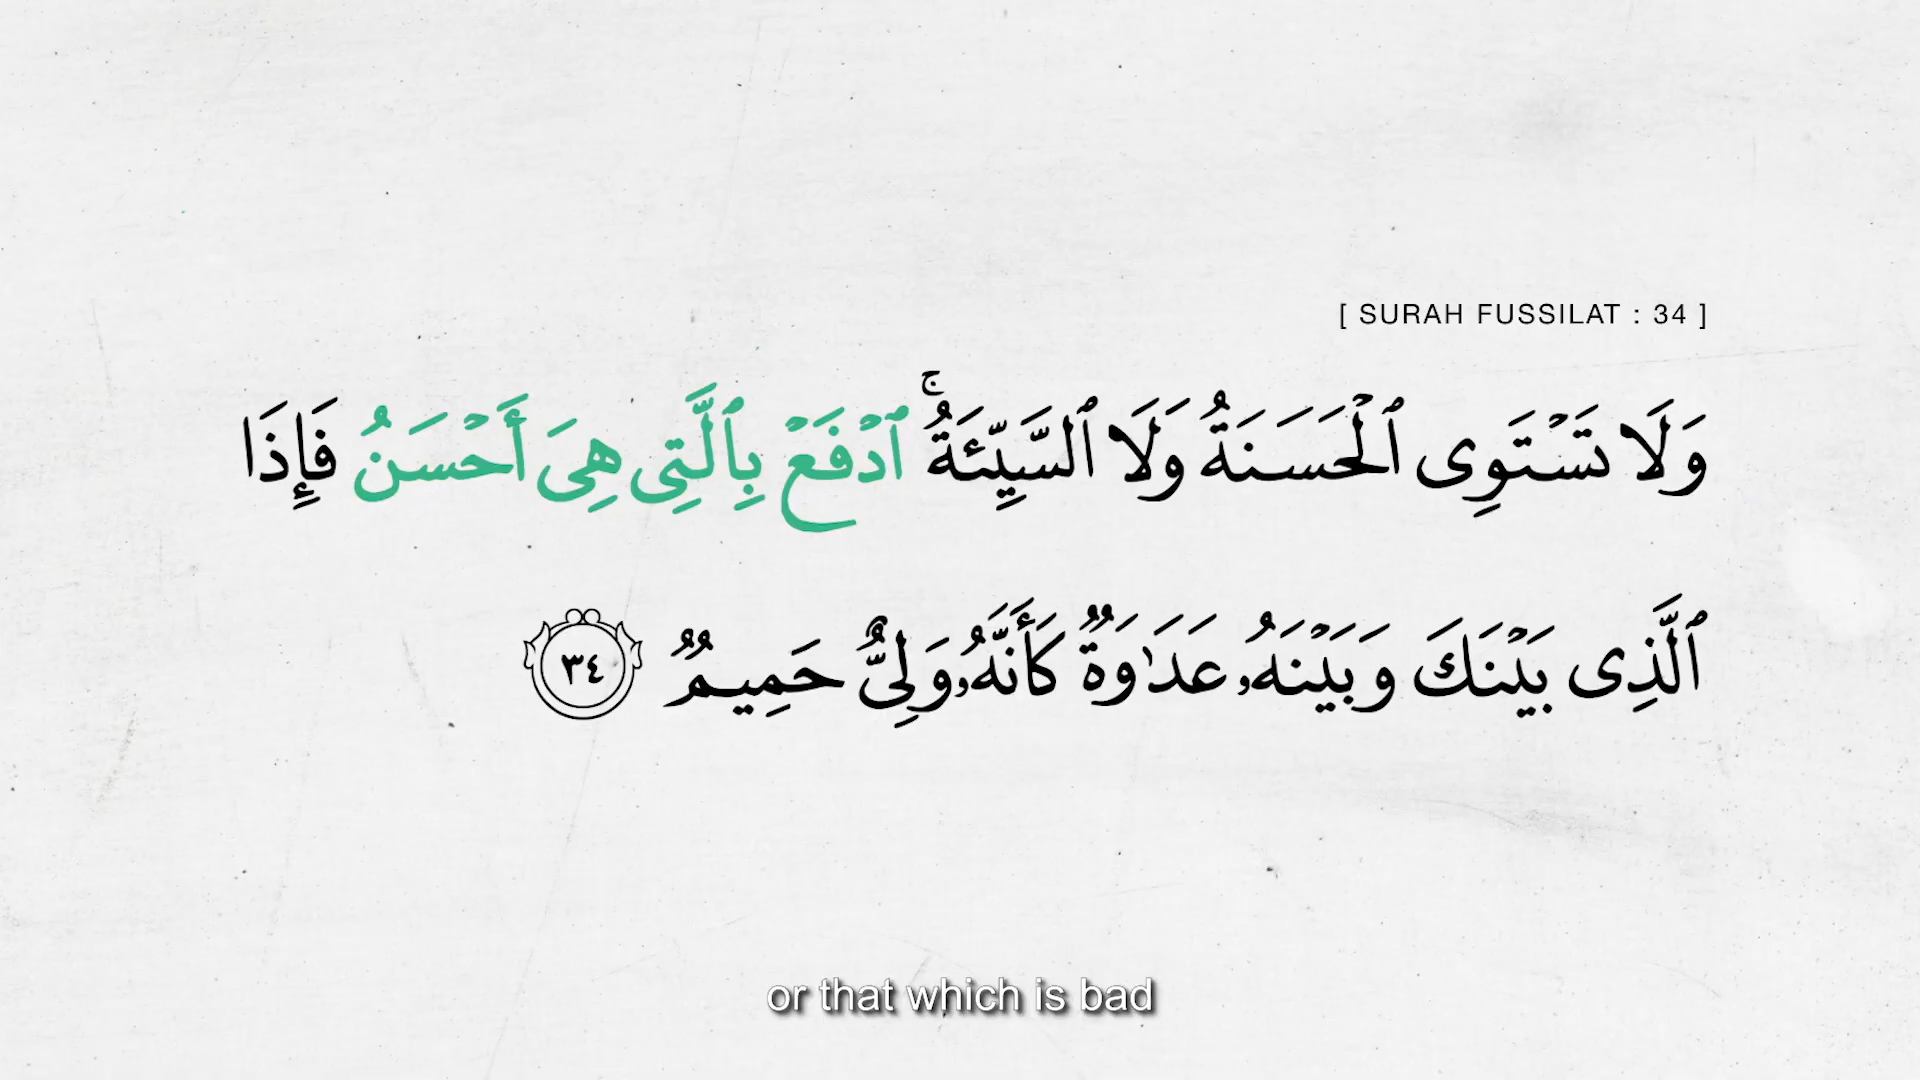 [ SURAH FUSSILAT : 34 ]
وَلَا تَسْتَوِى ٱلْحَسَنَةُ وَلَا ٱلسَّيِّئَةُ ۚ ٱدْفَعْ بِٱلَّتِى هِىَ أَحْسَنُ فَإِذَا
ٱلَّذِى بَيْنَكَ وَبَيْنَهُۥ عَدَٰوَةٌ كَأَنَّهُۥ وَلِىٌّ حَمِيمٌ ٣٤
or that which is bad